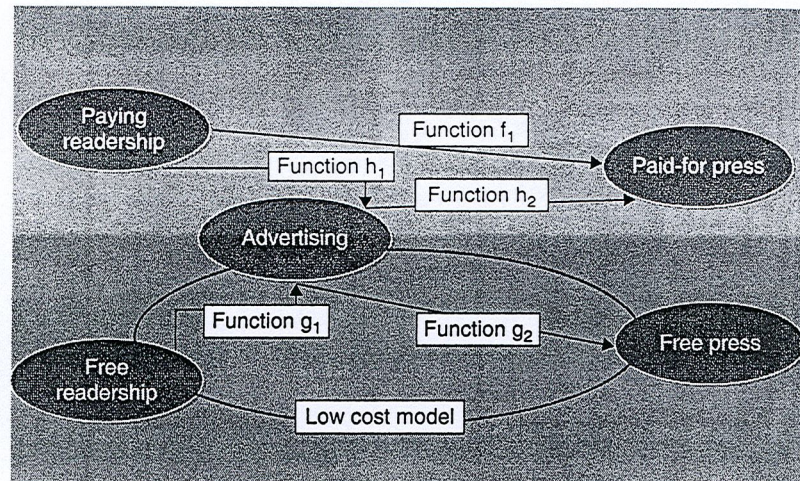 Paying
readership
Function f₁
Function h₁
Paid-for press
Function h₂
Advertising
Function g₁
Function g₂
Free press
Free
readership
Low cost model